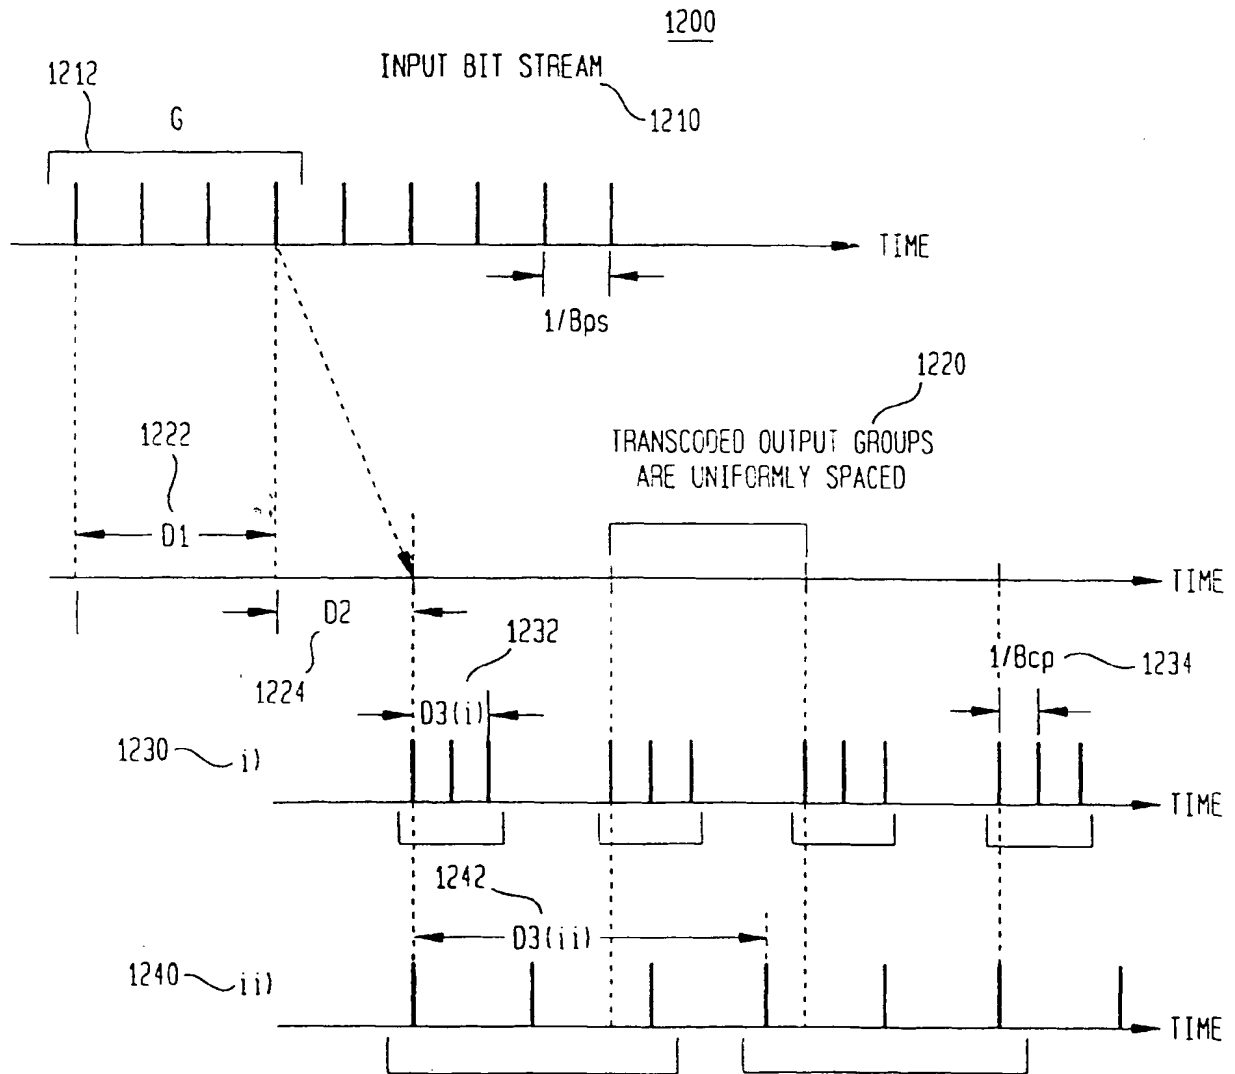 1200
INPUT BIT STREAM
1210
1212
G
TIME
1/Bps
1220
TRANSCODED OUTPUT GROUPS
ARE UNIFORMLY SPACED
1222
D1
TIME
D2
1224
1232
1/Bcp
1234
D3(i)
1230
i)
TIME
1242
D3(ii)
1240
ii)
TIME